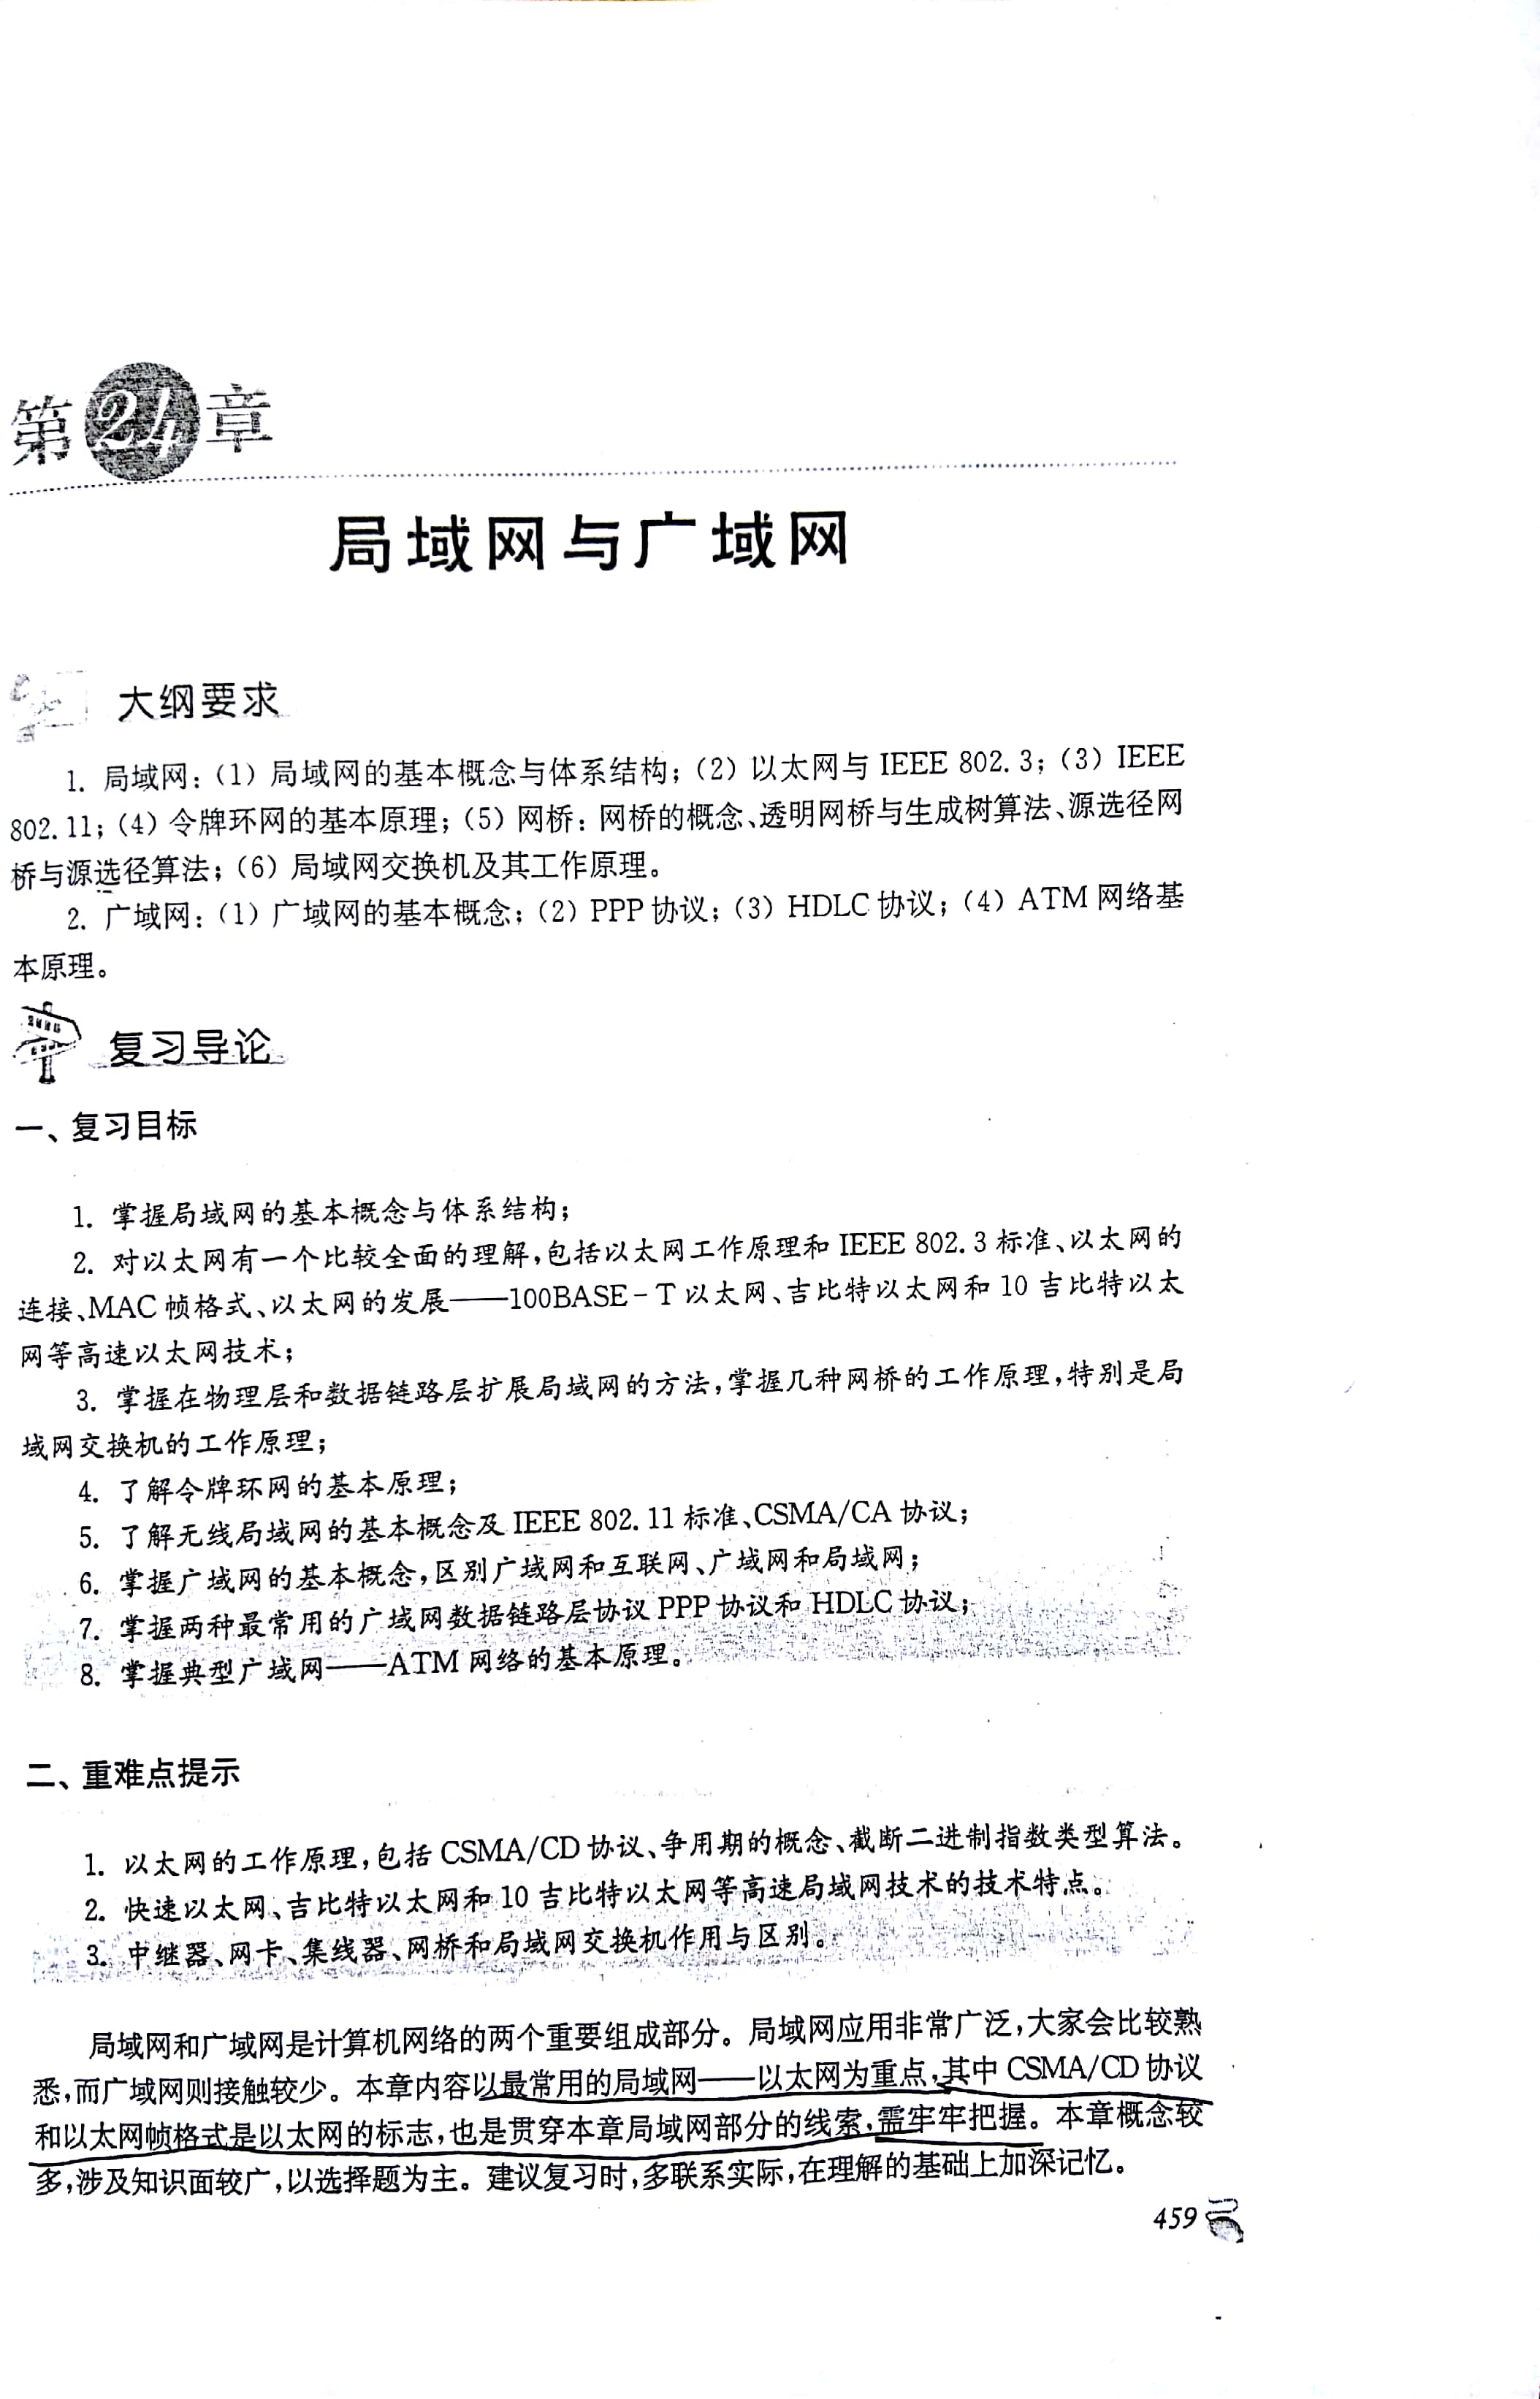 第24章
局域网与广域网
大纲要求
1. 局域网:(1) 局域网的基本概念与体系结构;(2) 以太网与 IEEE 802.3;(3) IEEE
802.11;(4) 令牌环网的基本原理;(5) 网桥:网桥的概念、透明网桥与生成树算法、源选径网
桥与源选径算法;(6) 局域网交换机及其工作原理。
2. 广域网:(1) 广域网的基本概念;(2) PPP 协议;(3) HDLC 协议;(4) ATM 网络基
本原理。
复习导论
一、复习目标
1. 掌握局域网的基本概念与体系结构;
2. 对以太网有一个比较全面的理解,包括以太网工作原理和 IEEE 802.3 标准、以太网的
连接、MAC 帧格式、以太网的发展——100BASE-T 以太网、吉比特以太网和 10 吉比特以太
网等高速以太网技术;
3. 掌握在物理层和数据链路层扩展局域网的方法,掌握几种网桥的工作原理,特别是局
域网交换机的工作原理;
4. 了解令牌环网的基本原理;
5. 了解无线局域网的基本概念及 IEEE 802.11 标准、CSMA/CA 协议;
6. 掌握广域网的基本概念,区别广域网和互联网、广域网和局域网;
7. 掌握两种最常用的广域网数据链路层协议 PPP 协议和 HDLC 协议;
8. 掌握典型广域网——ATM 网络的基本原理。
二、重难点提示
1. 以太网的工作原理,包括 CSMA/CD 协议、争用期的概念、截断二进制指数类型算法。
2. 快速以太网、吉比特以太网和 10 吉比特以太网等高速局域网技术的技术特点。
3. 中继器、网卡、集线器、网桥和局域网交换机作用与区别。
局域网和广域网是计算机网络的两个重要组成部分。局域网应用非常广泛,大家会比较熟
悉,而广域网则接触较少。本章内容以最常用的局域网——以太网为重点,其中 CSMA/CD 协议
和以太网帧格式是以太网的标志,也是贯穿本章局域网部分的线索,需牢牢把握。本章概念较
多,涉及知识面较广,以选择题为主。建议复习时,多联系实际,在理解的基础上加深记忆。
459